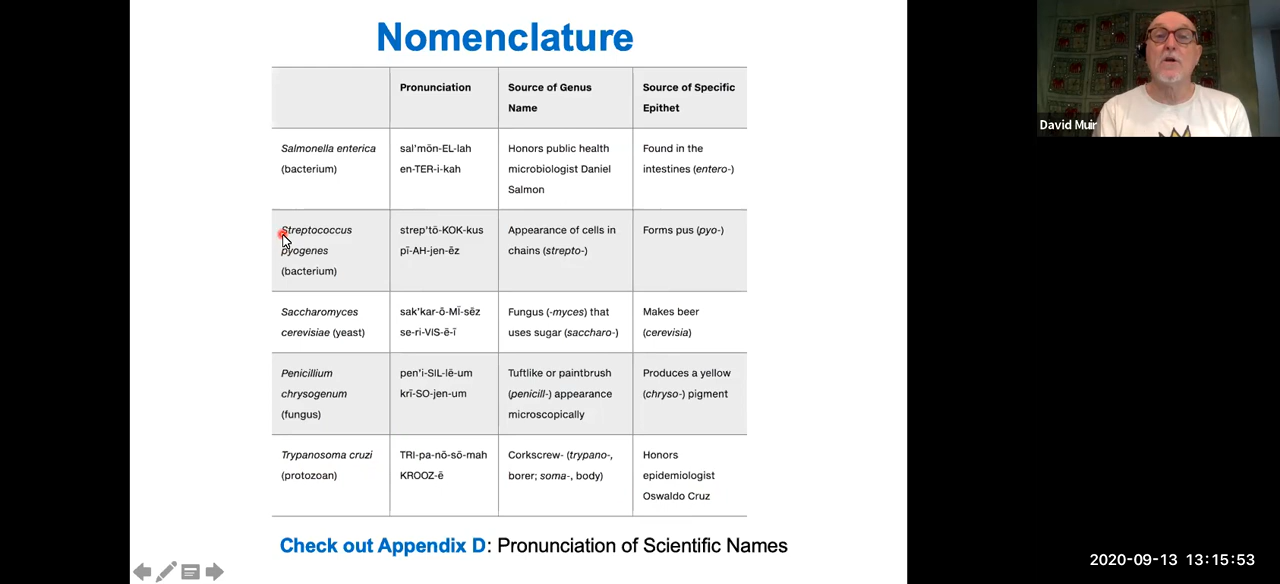 Nomenclature
Pronunciation
Source of Genus
Name
Source of Specific
Epithet
Salmonella enterica
(bacterium)
sal'mōn-EL-lah
en-TER-i-kah
Honors public health
microbiologist Daniel
Salmon
Found in the
intestines (entero-)
Streptococcus
pyogenes
(bacterium)
strep'tō-KOK-kus
pī-AH-jen-ēz
Appearance of cells in
chains (strepto-)
Forms pus (pyo-)
Saccharomyces
cerevisiae (yeast)
sak'kar-ō-MĪ-sēz
se-ri-VIS-ē-ī
Fungus (-myces) that
uses sugar (saccharo-)
Makes beer
(cerevisia)
Penicillium
chrysogenum
(fungus)
pen'i-SIL-lē-um
krī-SO-jen-um
Tuftlike or paintbrush
(penicill-) appearance
microscopically
Produces a yellow
(chryso-) pigment
Trypanosoma cruzi
(protozoan)
TRI-pa-nō-sō-mah
KROOZ-ē
Corkscrew- (trypano-,
borer; soma-, body)
Honors
epidemiologist
Oswaldo Cruz
Check out Appendix D: Pronunciation of Scientific Names
David Muir
2020-09-13 13:15:53